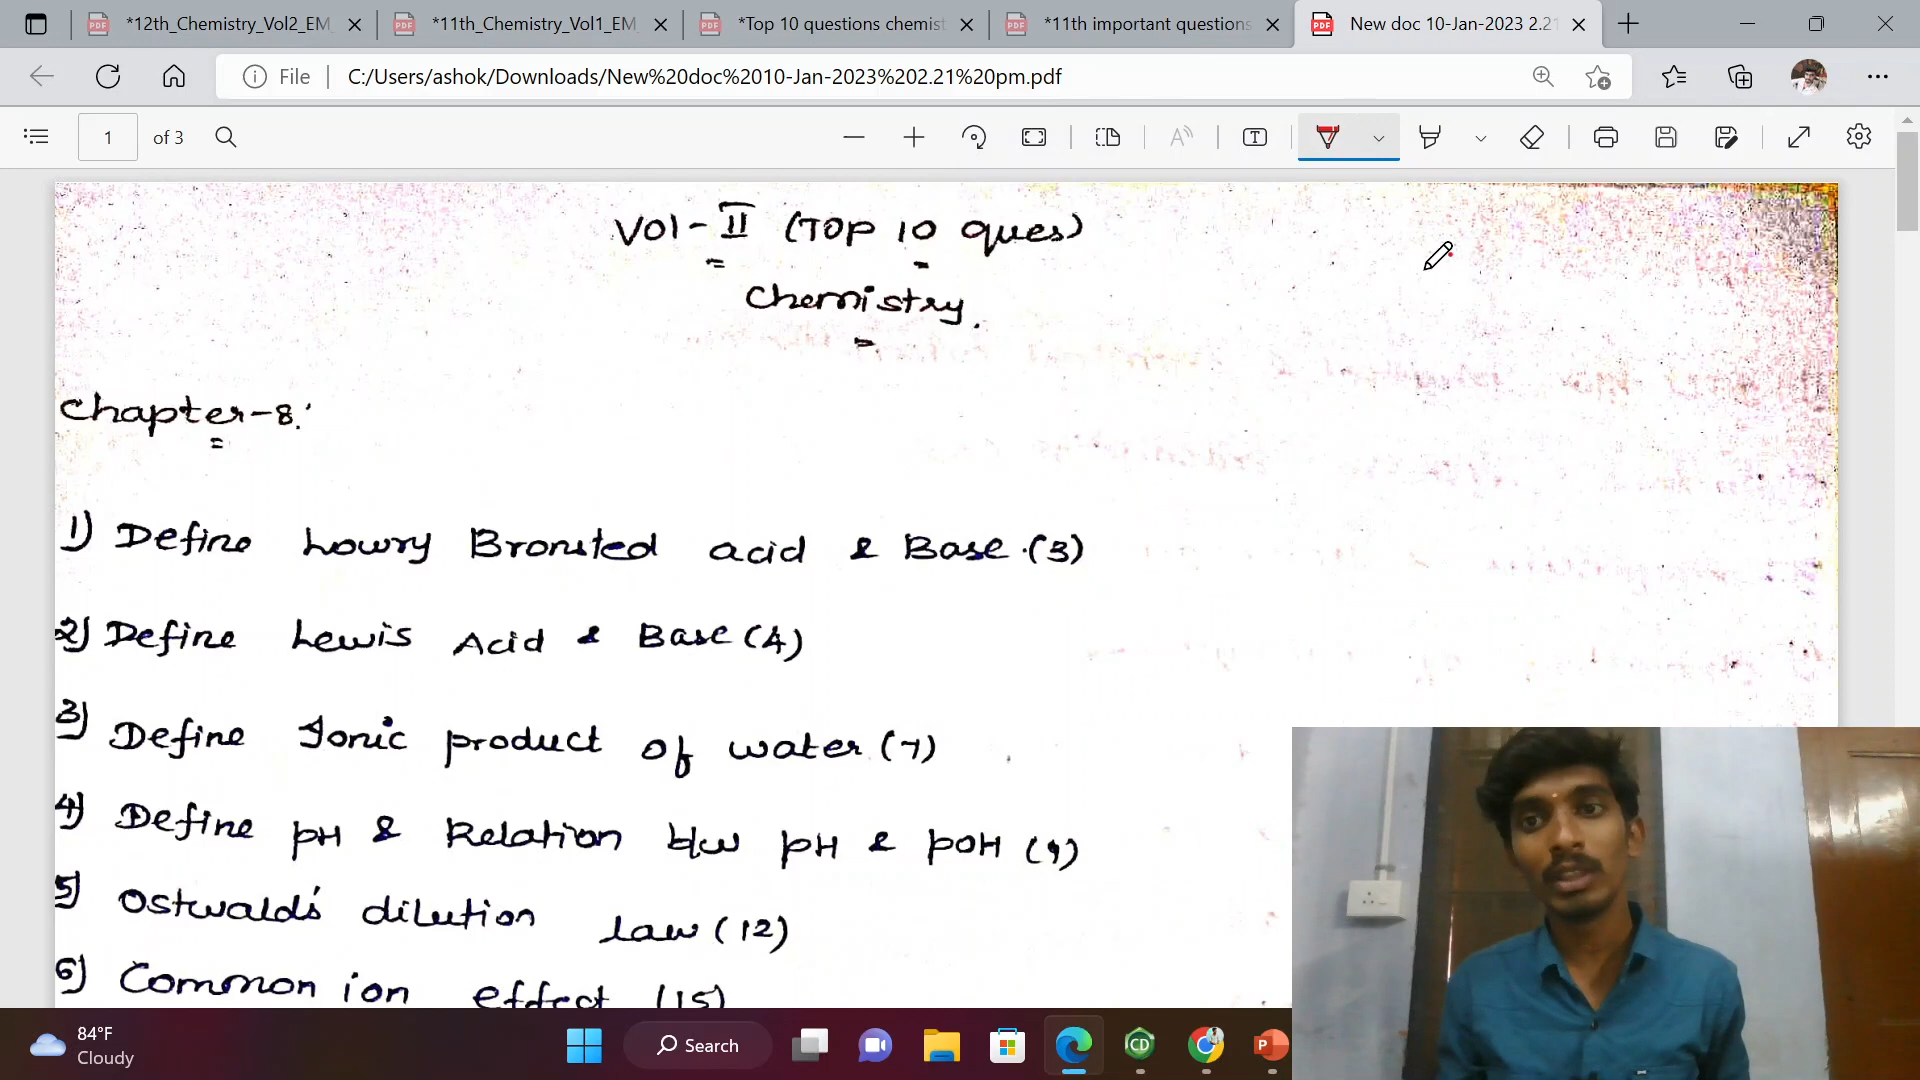 *12th_Chemistry_Vol2_EM
*11th_Chemistry_Vol1_EM
*Top 10 questions chemist
*11th important questions
New doc 10-Jan-2023 2.21
File
C:/Users/ashok/Downloads/New%20doc%2010-Jan-2023%202.21%20pm.pdf
1 of 3
Vol-II (TOP 10 ques)
Chemistry.
Chapter-8:
1) Define Lowry Bronsted acid & Base.(3)
2) Define Lewis Acid & Base (4)
3) Define Ionic product of water.(7)
4) Define pH & Relation b/w pH & pOH (9)
5) Ostwald's dilution law (12)
6) Common ion effect (15)
84°F
Cloudy
Search
CD
P